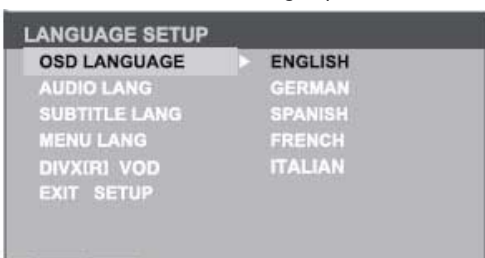 LANGUAGE SETUP
OSD LANGUAGE ENGLISH
AUDIO LANG GERMAN
SUBTITLE LANG SPANISH
MENU LANG FRENCH
DIVX[R] VOD ITALIAN
EXIT SETUP